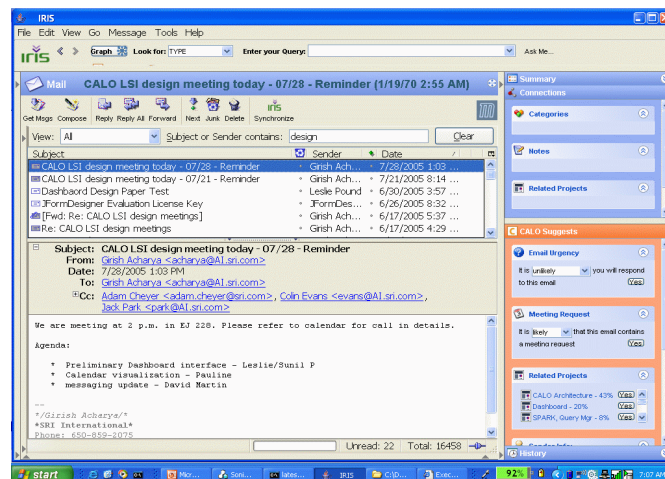 IRIS
File Edit View Go Message Tools Help
iris Graph Look for: TYPE Enter your Query: Ask Me...
Mail CALO LSI design meeting today - 07/28 - Reminder (1/19/70 2:55 AM)
Get Msgs Compose Reply Reply All Forward Next Junk Delete Synchronize
View: All Subject or Sender contains: design Clear
Subject Sender Date
CALO LSI design meeting today - 07/28 - Reminder Girish Ach... 7/28/2005 1:03 ...
CALO LSI design meeting today - 07/21 - Reminder Girish Ach... 7/21/2005 8:14 ...
Dashbaord Design Paper Test Leslie Pound 6/30/2005 3:57 ...
JFormDesigner Evaluation License Key JFormDes... 6/26/2005 8:32 ...
[Fwd: Re: CALO LSI design meetings] Girish Ach... 6/17/2005 5:37 ...
Re: CALO LSI design meetings Girish Ach... 6/17/2005 4:29 ...
Subject: CALO LSI design meeting today - 07/28 - Reminder
From: Girish Acharya <acharya@AI.sri.com>
Date: 7/28/2005 1:03 PM
To: Girish Acharya <acharya@AI.sri.com>
Cc: Adam Cheyer <adam.cheyer@sri.com>, Colin Evans <evans@AI.sri.com>,
Jack Park <park@AI.sri.com>
We are meeting at 2 p.m. in EJ 228. Please refer to calendar for call in details.
Agenda:
* Preliminary Dashboard interface - Leslie/Sunil P
* Calendar visualization - Pauline
* messaging update - David Martin
--
*/Girish Acharya/*
*SRI International*
Phone: 650-859-2075
Unread: 22 Total: 16458
Summary
Connections
Categories
Notes
Related Projects
CALO Suggests
Email Urgency
It is unlikely you will respond
to this email Yes
Meeting Request
It is likely that this email contains
a meeting request Yes
Related Projects
CALO Architecture - 43% Yes
Dashboard - 20% Yes
SPARK, Query Mgr - 8% Yes
History
start Micr... Soni... lates... IRIS C:\D... Exec... 92% 7:07 AM